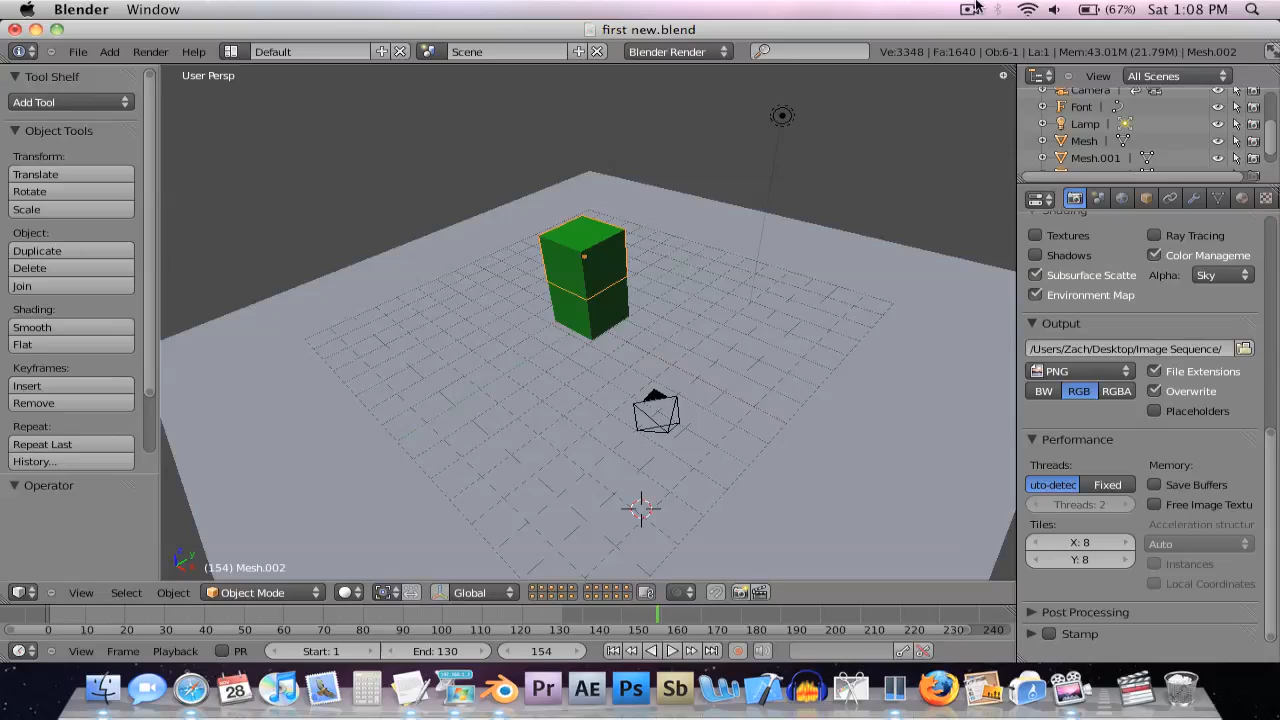 Blender Window (67%) Sat 1:08 PM
first new.blend
File Add Render Help Default Scene Blender Render Ve:3348 | Fa:1640 | Ob:6-1 | La:1 | Mem:43.01M (21.79M) | Mesh.002
Tool Shelf
Add Tool
Object Tools
Transform:
Translate
Rotate
Scale
Object:
Duplicate
Delete
Join
Shading:
Smooth
Flat
Keyframes:
Insert
Remove
Repeat:
Repeat Last
History...
Operator
User Persp
(154) Mesh.002
View Select Object Object Mode Global
View All Scenes
Camera
Font
Lamp
Mesh
Mesh.001
Shading
Textures Ray Tracing
Shadows Color Manageme
Subsurface Scatte Alpha: Sky
Environment Map
Output
/Users/Zach/Desktop/Image Sequence/
PNG File Extensions
BW RGB RGBA Overwrite
Placeholders
Performance
Threads: Memory:
uto-detec Fixed Save Buffers
Threads: 2 Free Image Textu
Tiles: Acceleration structur
X: 8 Auto
Y: 8 Instances
Local Coordinates
Post Processing
Stamp
0 10 20 30 40 50 60 70 80 90 100 110 120 130 140 150 160 170 180 190 200 210 220 230 240
View Frame Playback PR Start: 1 End: 130 154
NOV
28
Pr AE Ps Sb